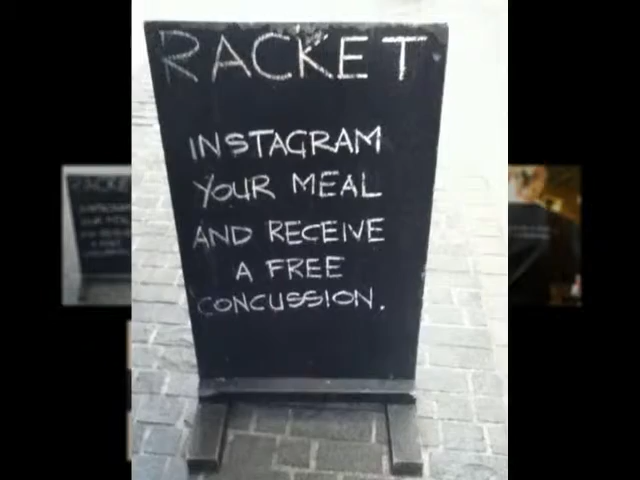 RACKET
INSTAGRAM
YOUR MEAL
AND RECEIVE
A FREE
CONCUSSION.